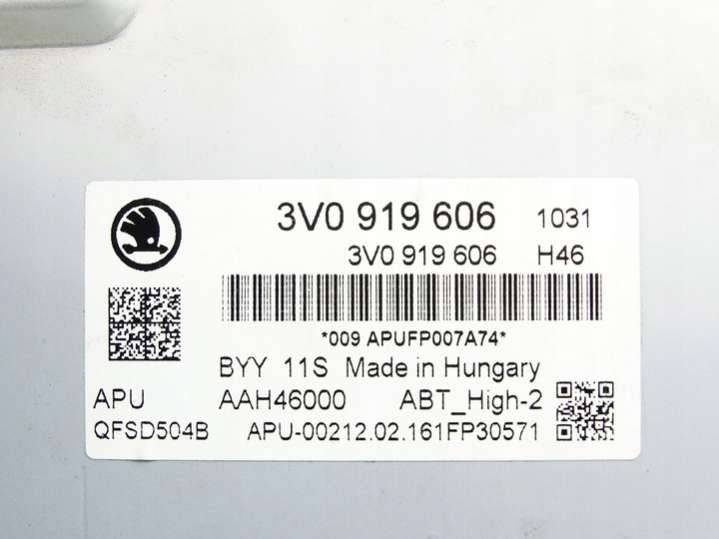 3V0 919 606 1031
3V0 919 606 H46
*009 APUFP007A74*
BYY 11S Made in Hungary
APU AAH46000 ABT_High-2
QFSD504B APU-00212.02.161FP30571